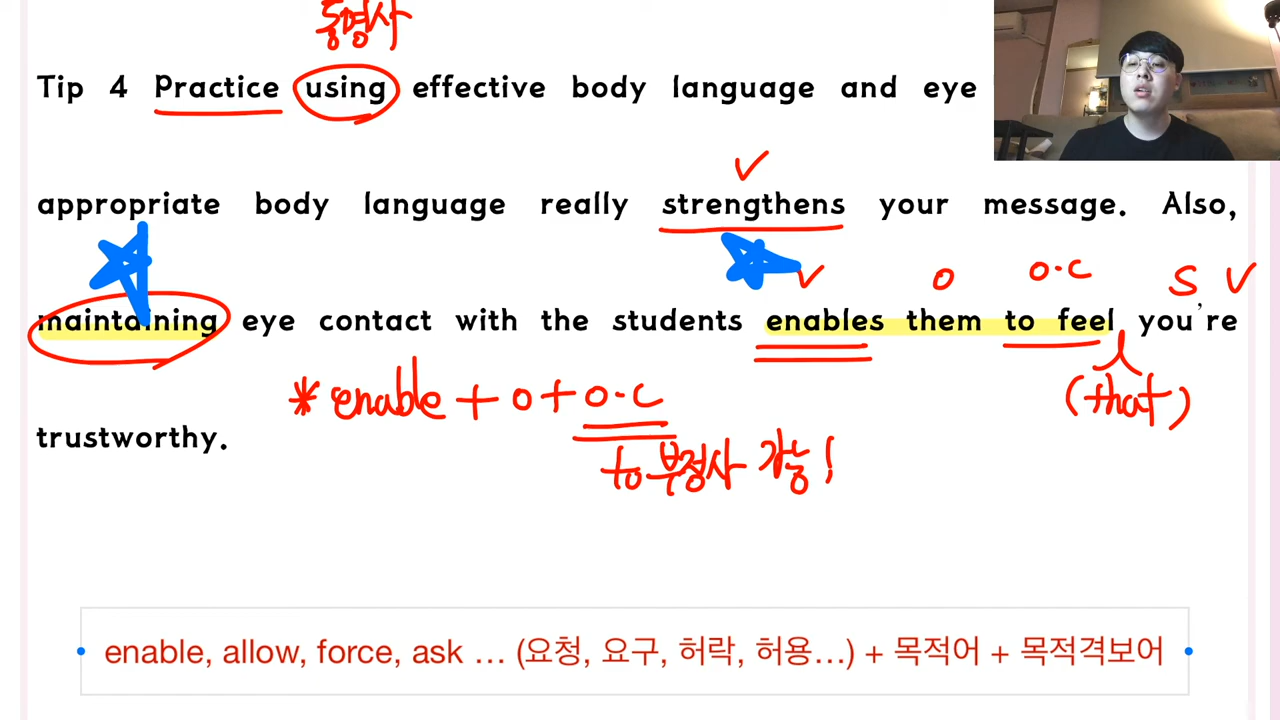 동명사
Tip 4 Practice using effective body language and eye
V
appropriate body language really strengthens your message. Also,
V O O·C S V
maintaining eye contact with the students enables them to feel you're
* enable + O + O·C (that)
trustworthy.
to부정사 가능!
enable, allow, force, ask … (요청, 요구, 허락, 허용…) + 목적어 + 목적격보어